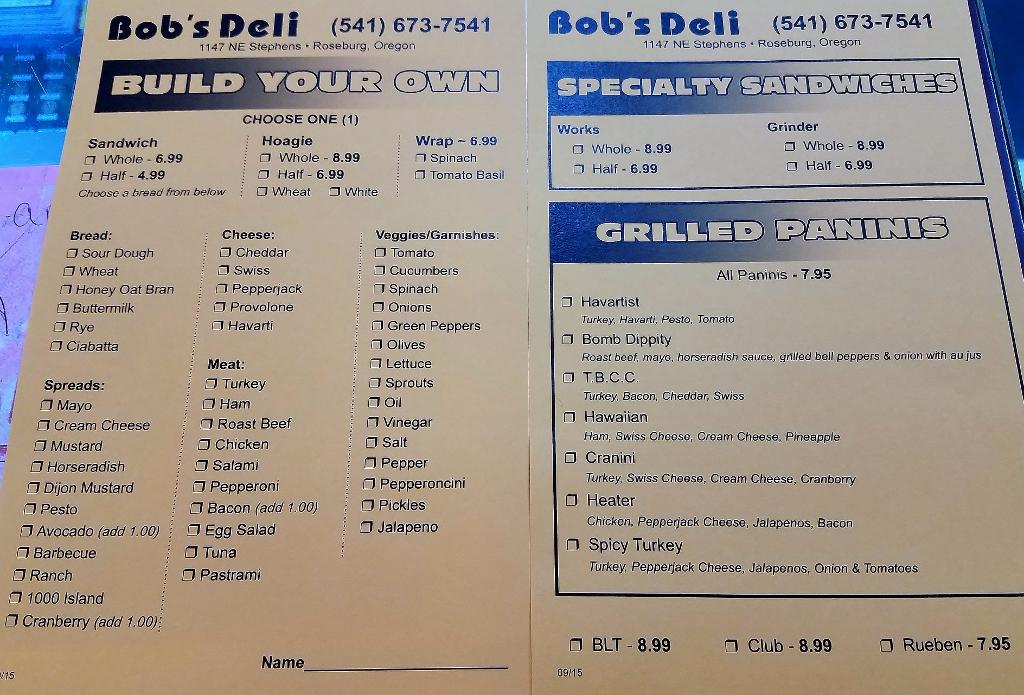 Bob's Deli (541) 673-7541
1147 NE Stephens • Roseburg, Oregon
BUILD YOUR OWN
CHOOSE ONE (1)
Sandwich
Whole - 6.99
Half - 4.99
Choose a bread from below
Hoagie
Whole - 8.99
Half - 6.99
Wheat White
Wrap ~ 6.99
Spinach
Tomato Basil
Bread:
Sour Dough
Wheat
Honey Oat Bran
Buttermilk
Rye
Ciabatta
Spreads:
Mayo
Cream Cheese
Mustard
Horseradish
Dijon Mustard
Pesto
Avocado (add 1.00)
Barbecue
Ranch
1000 Island
Cranberry (add 1.00)
Cheese:
Cheddar
Swiss
Pepperjack
Provolone
Havarti
Meat:
Turkey
Ham
Roast Beef
Chicken
Salami
Pepperoni
Bacon (add 1.00)
Egg Salad
Tuna
Pastrami
Veggies/Garnishes:
Tomato
Cucumbers
Spinach
Onions
Green Peppers
Olives
Lettuce
Sprouts
Oil
Vinegar
Salt
Pepper
Pepperoncini
Pickles
Jalapeno
Name
/15
Bob's Deli (541) 673-7541
1147 NE Stephens • Roseburg, Oregon
SPECIALTY SANDWICHES
Works
Whole - 8.99
Half - 6.99
Grinder
Whole - 8.99
Half - 6.99
GRILLED PANINIS
All Paninis - 7.95
Havartist
Turkey, Havarti, Pesto, Tomato
Bomb Dippity
Roast beef, mayo, horseradish sauce, grilled bell peppers & onion with au jus
T.B.C.C.
Turkey, Bacon, Cheddar, Swiss
Hawaiian
Ham, Swiss Cheese, Cream Cheese, Pineapple
Cranini
Turkey, Swiss Cheese, Cream Cheese, Cranberry
Heater
Chicken, Pepperjack Cheese, Jalapenos, Bacon
Spicy Turkey
Turkey, Pepperjack Cheese, Jalapenos, Onion & Tomatoes
BLT - 8.99 Club - 8.99 Rueben - 7.95
09/15